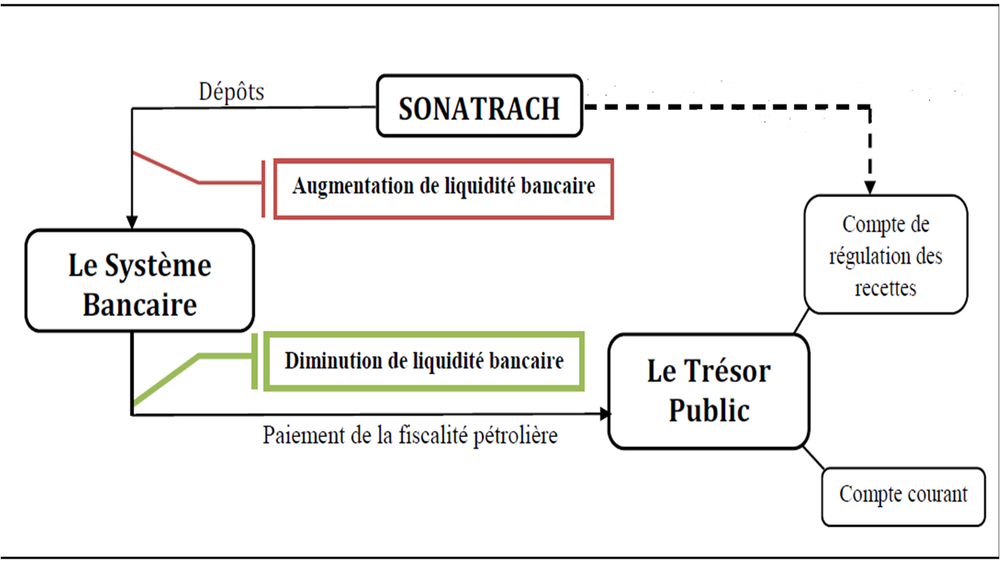 Dépôts
SONATRACH
Augmentation de liquidité bancaire
Compte de
régulation des
recettes
Le Système
Bancaire
Diminution de liquidité bancaire
Le Trésor
Public
Paiement de la fiscalité pétrolière
Compte courant